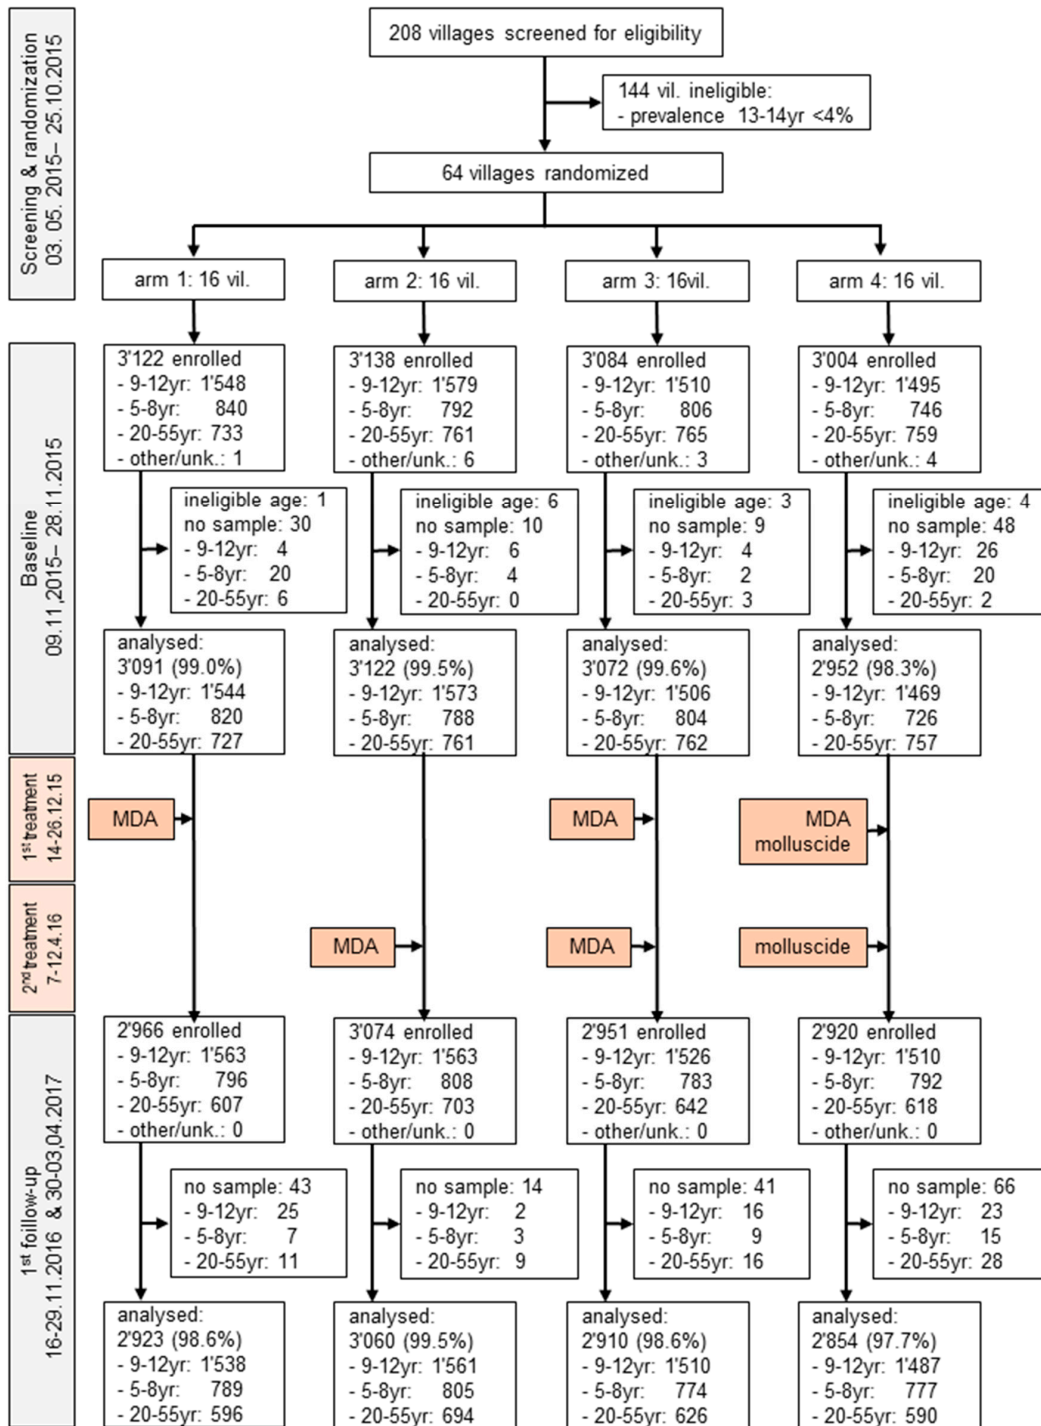 Screening & randomization
03. 05. 2015– 25.10.2015
208 villages screened for eligibility
144 vil. ineligible:
- prevalence 13-14yr <4%
64 villages randomized
arm 1: 16 vil.
arm 2: 16 vil.
arm 3: 16vil.
arm 4: 16 vil.
Baseline
09.11,2015– 28.11.2015
3'122 enrolled
- 9-12yr: 1'548
- 5-8yr: 840
- 20-55yr: 733
- other/unk.: 1
3'138 enrolled
- 9-12yr: 1'579
- 5-8yr: 792
- 20-55yr: 761
- other/unk.: 6
3'084 enrolled
- 9-12yr: 1'510
- 5-8yr: 806
- 20-55yr: 765
- other/unk.: 3
3'004 enrolled
- 9-12yr: 1'495
- 5-8yr: 746
- 20-55yr: 759
- other/unk.: 4
ineligible age: 1
no sample: 30
- 9-12yr: 4
- 5-8yr: 20
- 20-55yr: 6
ineligible age: 6
no sample: 10
- 9-12yr: 6
- 5-8yr: 4
- 20-55yr: 0
ineligible age: 3
no sample: 9
- 9-12yr: 4
- 5-8yr: 2
- 20-55yr: 3
ineligible age: 4
no sample: 48
- 9-12yr: 26
- 5-8yr: 20
- 20-55yr: 2
analysed:
3'091 (99.0%)
- 9-12yr: 1'544
- 5-8yr: 820
- 20-55yr: 727
analysed:
3'122 (99.5%)
- 9-12yr: 1'573
- 5-8yr: 788
- 20-55yr: 761
analysed:
3'072 (99.6%)
- 9-12yr: 1'506
- 5-8yr: 804
- 20-55yr: 762
analysed:
2'952 (98.3%)
- 9-12yr: 1'469
- 5-8yr: 726
- 20-55yr: 757
1st treatment
14-26.12.15
MDA
MDA
MDA
molluscide
2nd treatment
7-12.4.16
MDA
MDA
molluscide
1st foillow-up
16-29.11.2016 & 30-03,04.2017
2'966 enrolled
- 9-12yr: 1'563
- 5-8yr: 796
- 20-55yr: 607
- other/unk.: 0
3'074 enrolled
- 9-12yr: 1'563
- 5-8yr: 808
- 20-55yr: 703
- other/unk.: 0
2'951 enrolled
- 9-12yr: 1'526
- 5-8yr: 783
- 20-55yr: 642
- other/unk.: 0
2'920 enrolled
- 9-12yr: 1'510
- 5-8yr: 792
- 20-55yr: 618
- other/unk.: 0
no sample: 43
- 9-12yr: 25
- 5-8yr: 7
- 20-55yr: 11
no sample: 14
- 9-12yr: 2
- 5-8yr: 3
- 20-55yr: 9
no sample: 41
- 9-12yr: 16
- 5-8yr: 9
- 20-55yr: 16
no sample: 66
- 9-12yr: 23
- 5-8yr: 15
- 20-55yr: 28
analysed:
2'923 (98.6%)
- 9-12yr: 1'538
- 5-8yr: 789
- 20-55yr: 596
analysed:
3'060 (99.5%)
- 9-12yr: 1'561
- 5-8yr: 805
- 20-55yr: 694
analysed:
2'910 (98.6%)
- 9-12yr: 1'510
- 5-8yr: 774
- 20-55yr: 626
analysed:
2'854 (97.7%)
- 9-12yr: 1'487
- 5-8yr: 777
- 20-55yr: 590